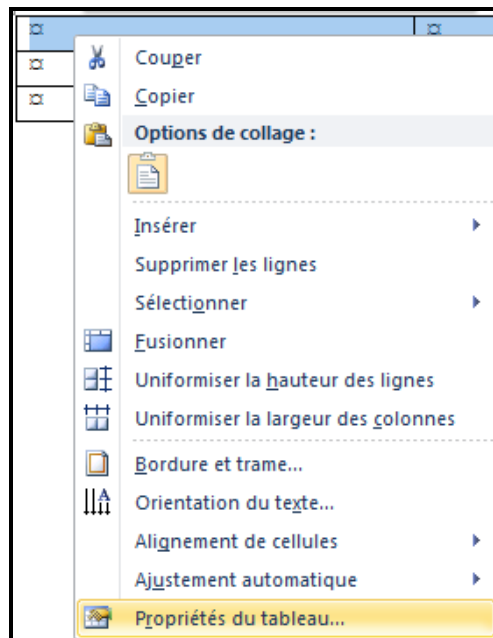 ¤ ¤
¤
¤
Couper
Copier
Options de collage :
Insérer
Supprimer les lignes
Sélectionner
Fusionner
Uniformiser la hauteur des lignes
Uniformiser la largeur des colonnes
Bordure et trame...
Orientation du texte...
Alignement de cellules
Ajustement automatique
Propriétés du tableau...